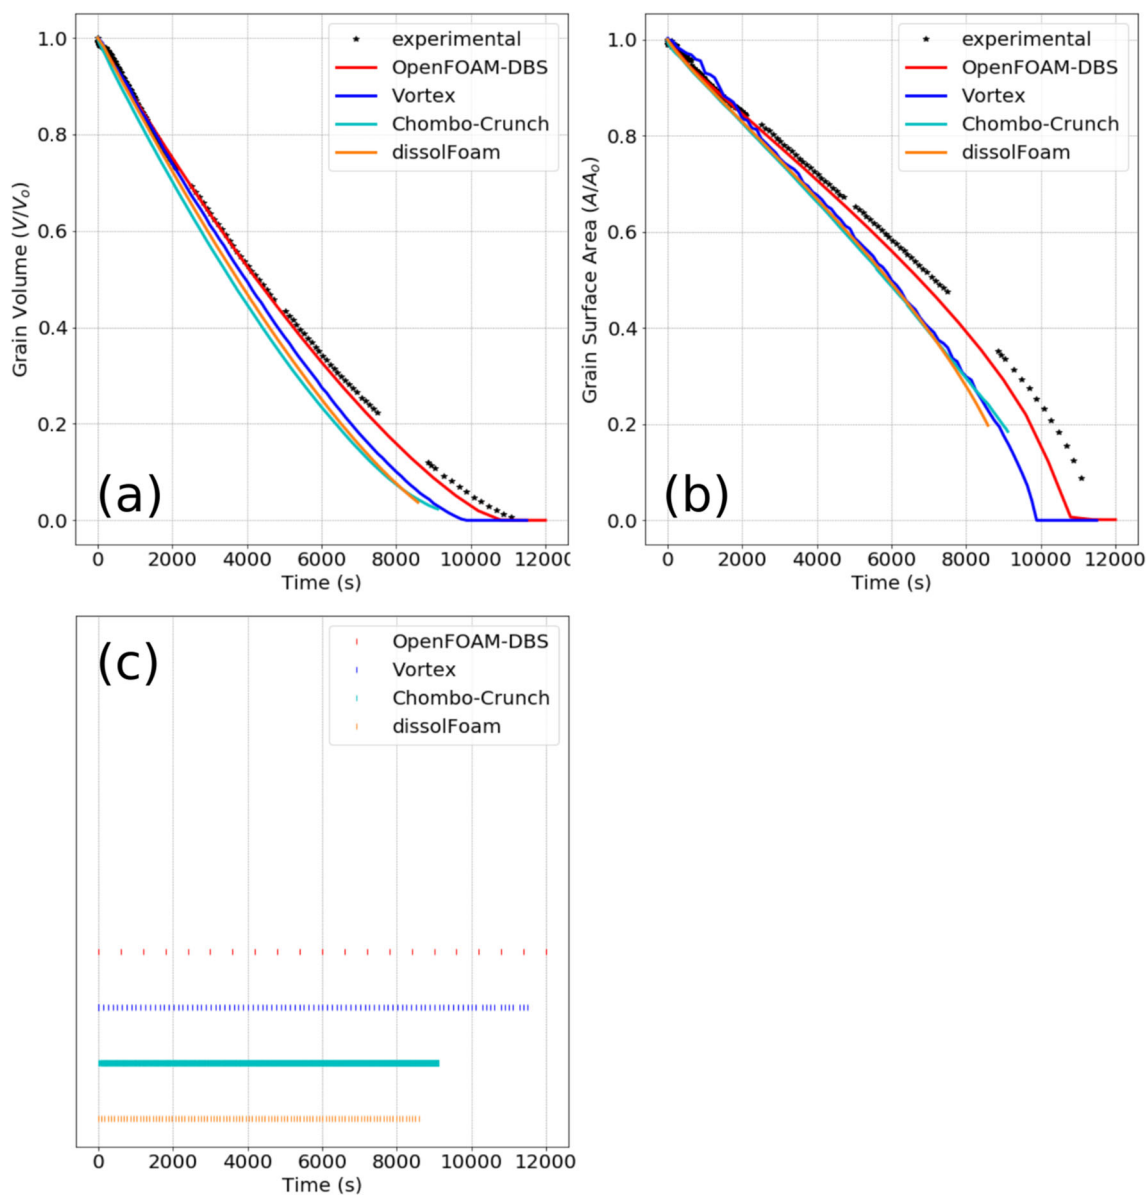 experimental
OpenFOAM-DBS
Vortex
Chombo-Crunch
dissolFoam
1.0
0.8
0.6
0.4
0.2
0.0
Grain Volume (V/Vo)
(a)
0 2000 4000 6000 8000 10000 12000
Time (s)
experimental
OpenFOAM-DBS
Vortex
Chombo-Crunch
dissolFoam
1.0
0.8
0.6
0.4
0.2
0.0
Grain Surface Area (A/Ao)
(b)
0 2000 4000 6000 8000 10000 12000
Time (s)
(c)
OpenFOAM-DBS
Vortex
Chombo-Crunch
dissolFoam
0 2000 4000 6000 8000 10000 12000
Time (s)